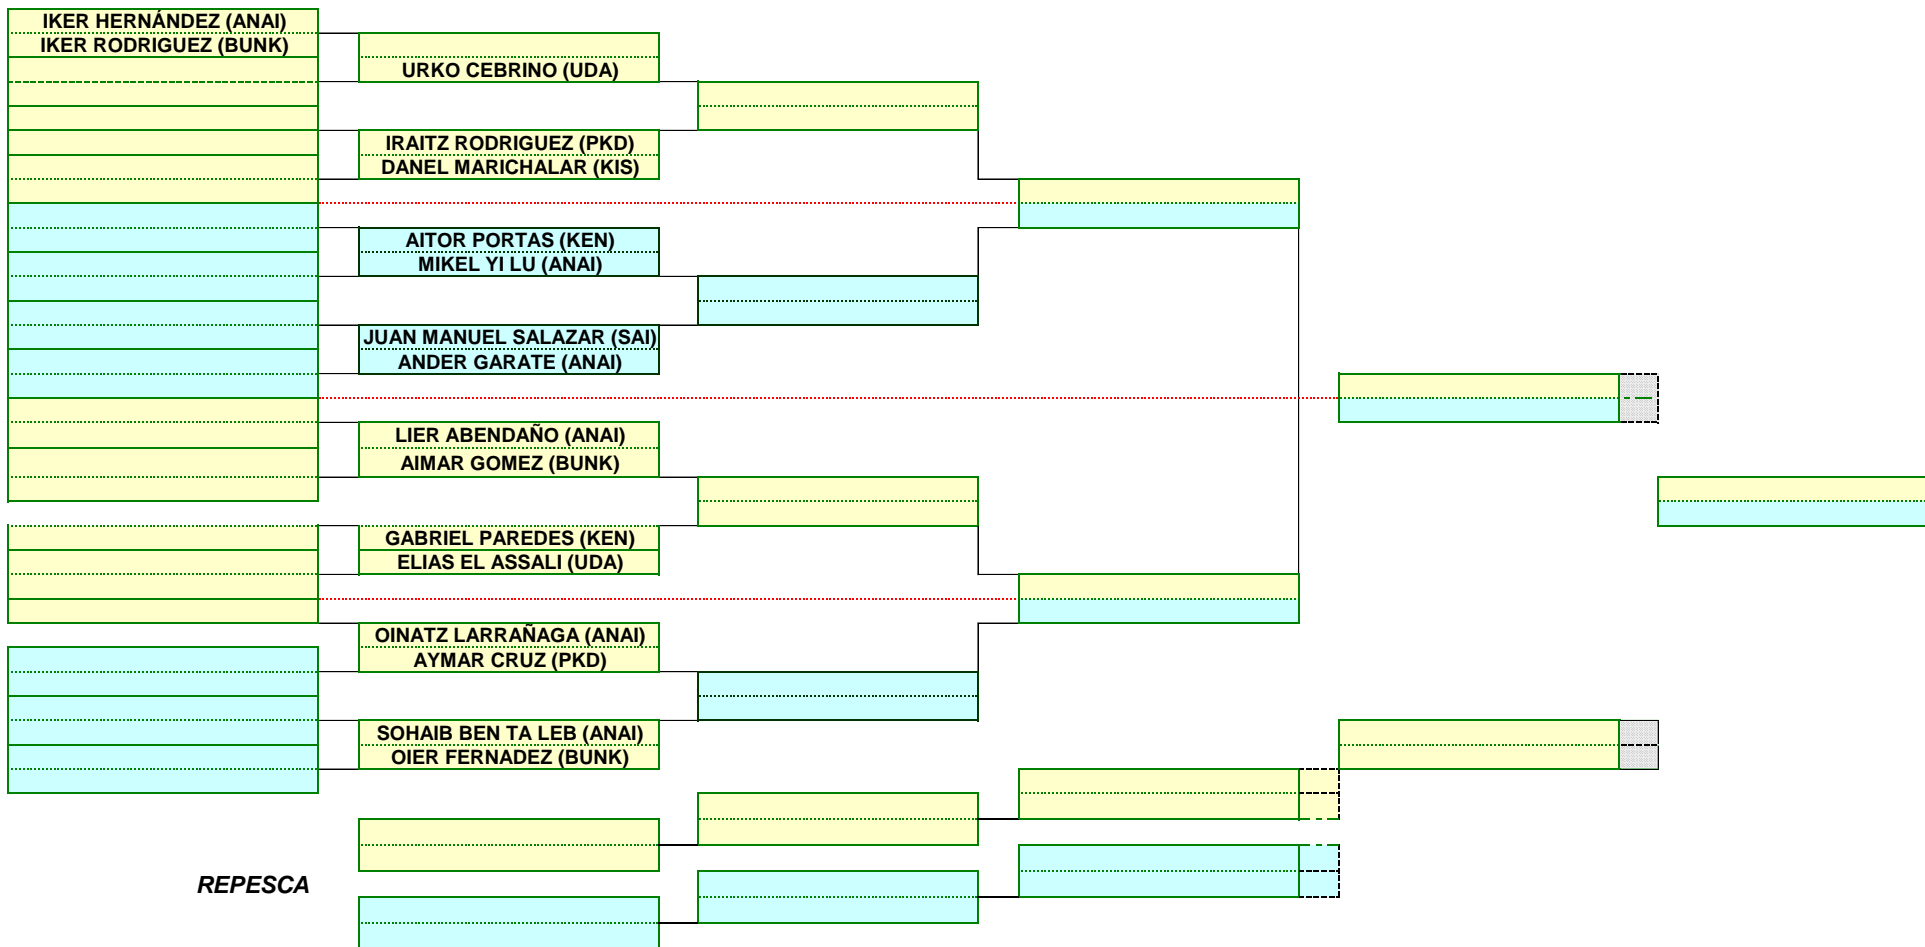 IKER HERNÁNDEZ (ANAI)
IKER RODRIGUEZ (BUNK)
URKO CEBRINO (UDA)
IRAITZ RODRIGUEZ (PKD)
DANEL MARICHALAR (KIS)
AITOR PORTAS (KEN)
MIKEL YI LU (ANAI)
JUAN MANUEL SALAZAR (SAI)
ANDER GARATE (ANAI)
LIER ABENDAÑO (ANAI)
AIMAR GOMEZ (BUNK)
GABRIEL PAREDES (KEN)
ELIAS EL ASSALI (UDA)
OINATZ LARRAÑAGA (ANAI)
AYMAR CRUZ (PKD)
SOHAIB BEN TA LEB (ANAI)
OIER FERNADEZ (BUNK)
REPESCA